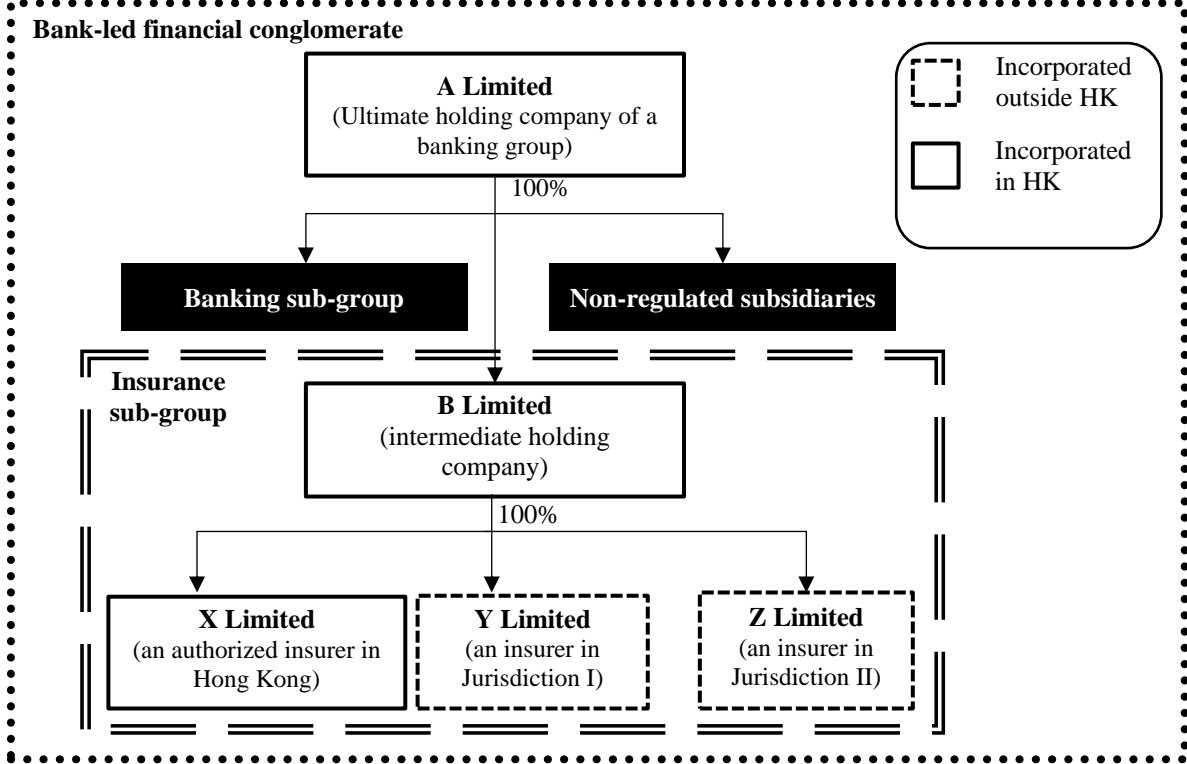 Bank-led financial conglomerate
A Limited
(Ultimate holding company of a
banking group)
Incorporated
outside HK
Incorporated
in HK
100%
Banking sub-group
Non-regulated subsidiaries
Insurance
sub-group
B Limited
(intermediate holding
company)
100%
X Limited
(an authorized insurer in
Hong Kong)
Y Limited
(an insurer in
Jurisdiction I)
Z Limited
(an insurer in
Jurisdiction II)